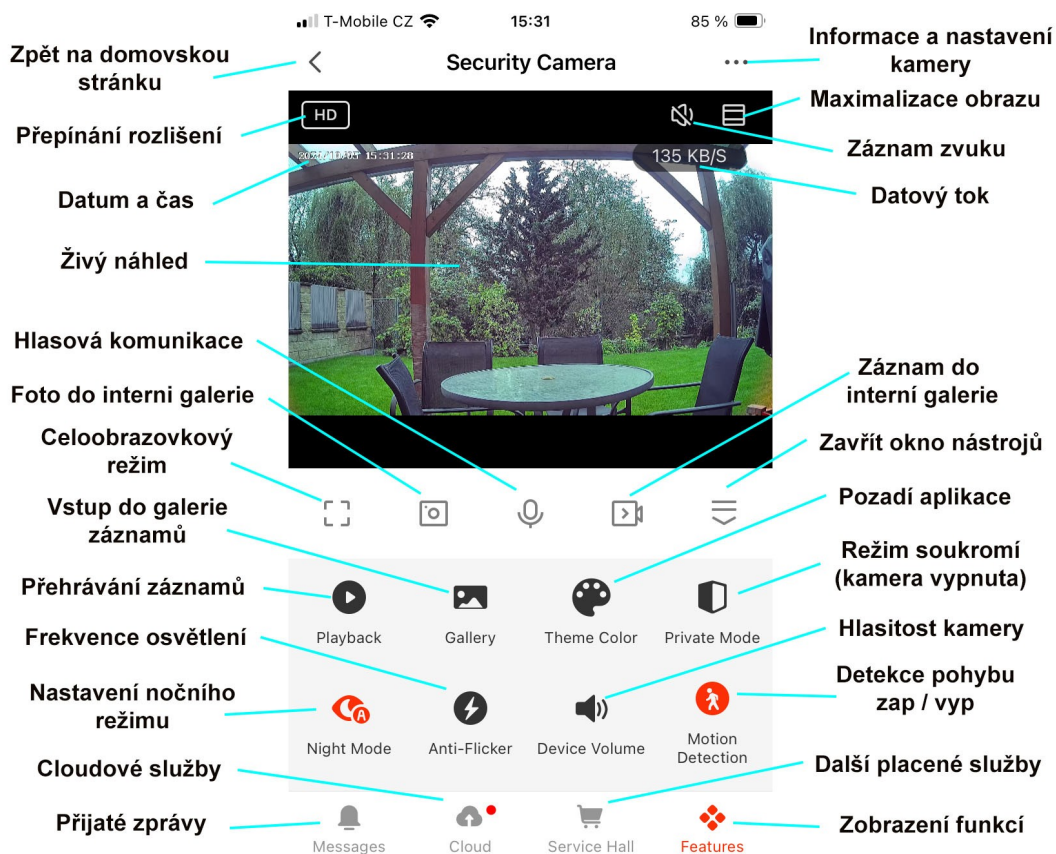 T-Mobile CZ 15:31 85 %
Zpět na domovskou
stránku
Security Camera
Informace a nastavení
kamery
HD
Maximalizace obrazu
Přepínání rozlišení
Záznam zvuku
15:31:28
135 KB/S
Datum a čas
Datový tok
Živý náhled
Hlasová komunikace
Záznam do
interní galerie
Foto do interni galerie
Celoobrazovkový
režim
Zavřít okno nástrojů
Vstup do galerie
záznamů
Pozadí aplikace
Režim soukromí
(kamera vypnuta)
Přehrávání záznamů
Playback Gallery Theme Color Private Mode
Frekvence osvětlení
Hlasitost kamery
Nastavení nočního
režimu
Detekce pohybu
zap / vyp
A
Night Mode Anti-Flicker Device Volume Motion
Detection
Cloudové služby
Další placené služby
Přijaté zprávy
Zobrazení funkcí
Messages Cloud Service Hall Features